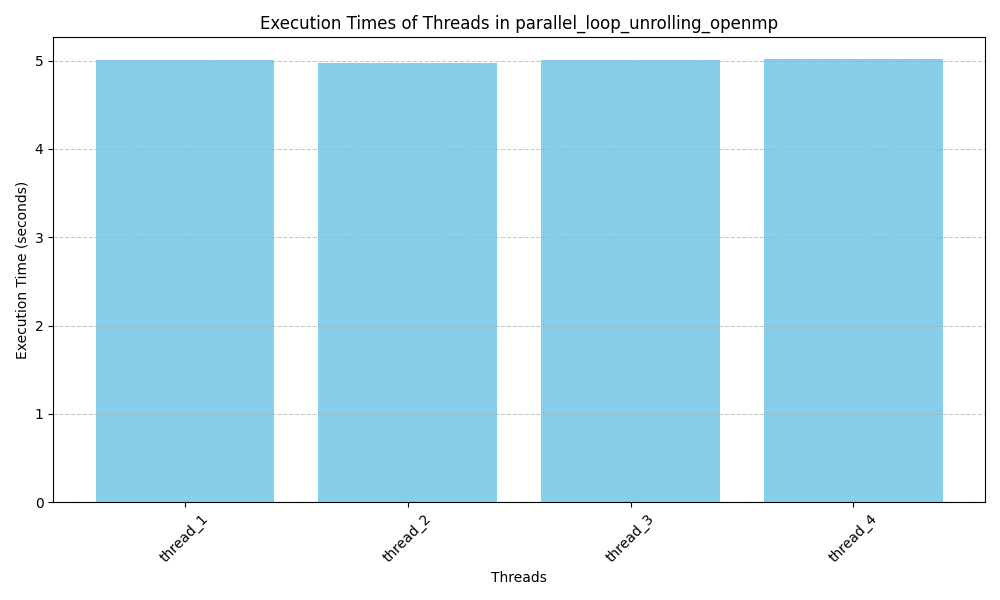 Execution Times of Threads in parallel_loop_unrolling_openmp
Execution Time (seconds)
5
4
3
2
1
0
thread_1
thread_2
thread_3
thread_4
Threads